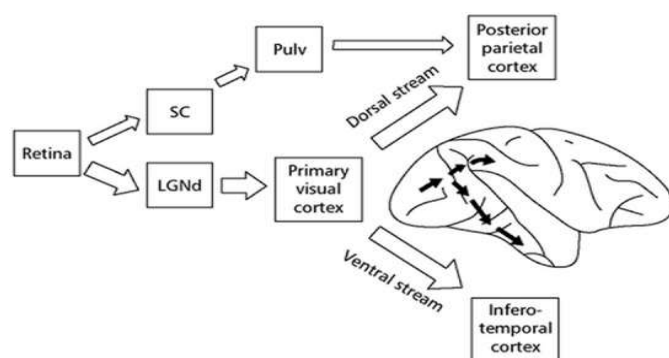 Pulv
Posterior
parietal
cortex
SC
Dorsal stream
Retina
LGNd
Primary
visual
cortex
Ventral stream
Infero-
temporal
cortex